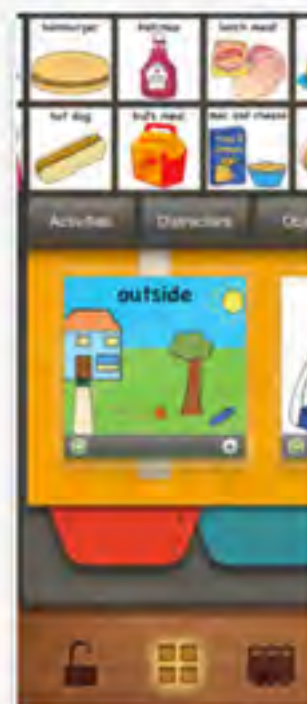 hamburger ketchup lunch meat
hot dog kid's meal mac and cheese
Activities Characters
outside